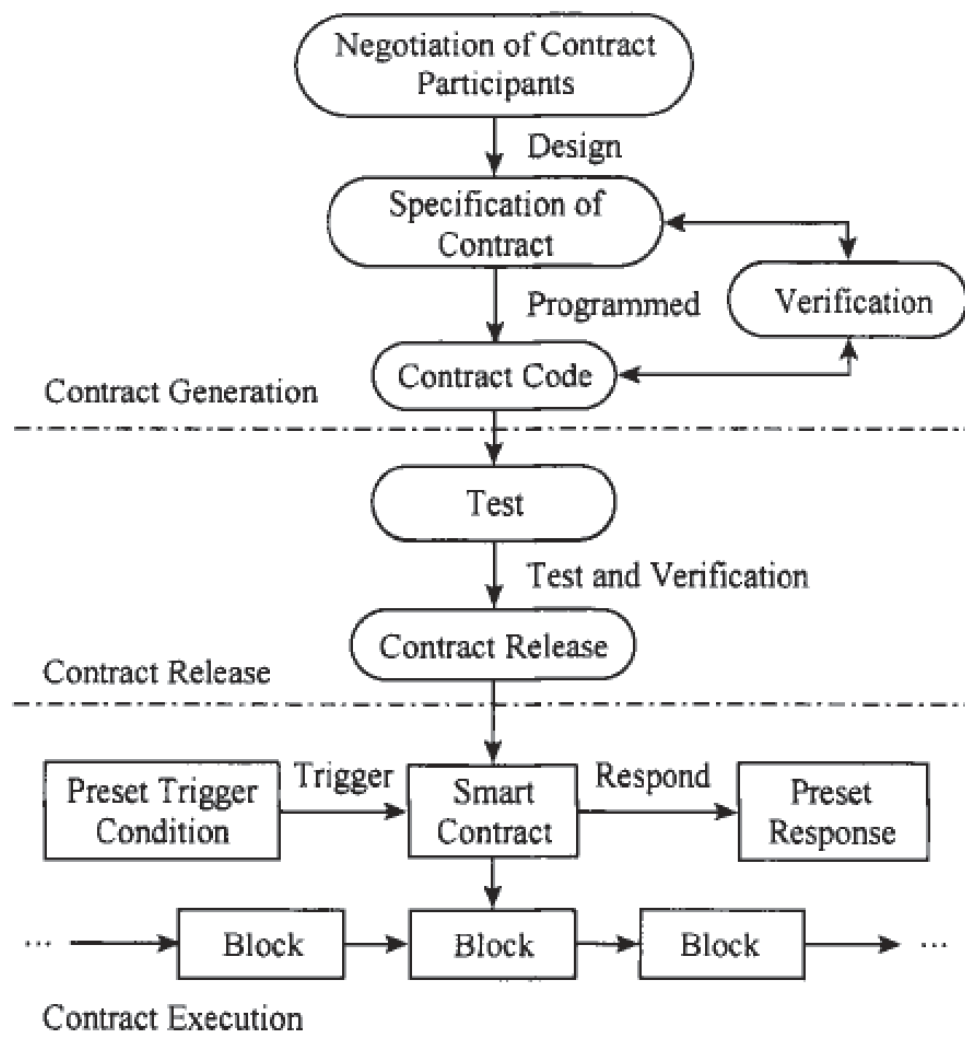 Negotiation of Contract
Participants
Design
Specification of
Contract
Verification
Programmed
Contract Code
Contract Generation
Test
Test and Verification
Contract Release
Contract Release
Preset Trigger
Condition
Trigger
Smart
Contract
Respond
Preset
Response
... Block Block Block ...
Contract Execution